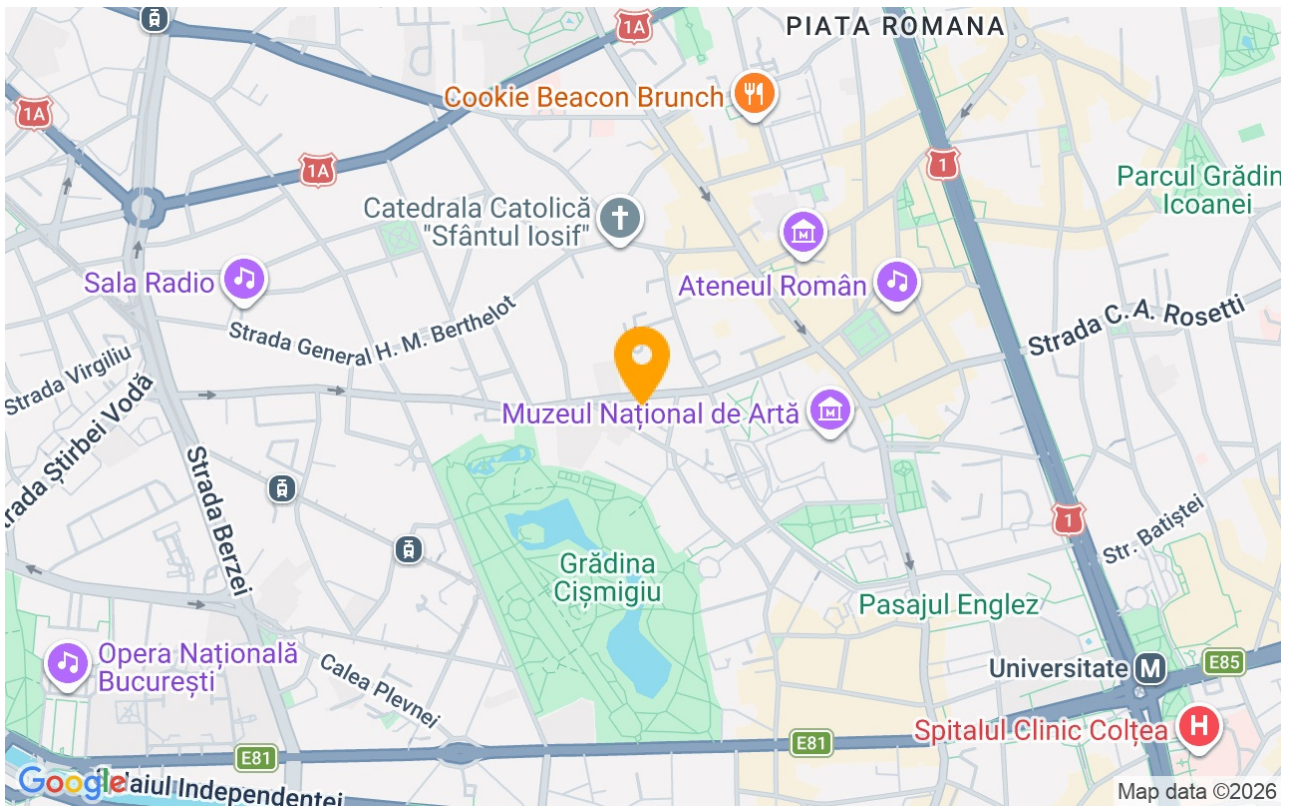 1A
PIATA ROMANA
Cookie Beacon Brunch
1A
1A
1
Parcul Grădin
Icoanei
Catedrala Catolică
"Sfântul Iosif"
Sala Radio
Ateneul Român
Strada C. A. Rosetti
Strada General H. M. Berthelot
Strada Virgiliu
trada Știrbei Vodă
Muzeul Național de Artă
Strada Berzei
1
Str. Batiștei
Grădina
Cișmigiu
Pasajul Englez
Opera Națională
București
Calea Plevnei
Universitate M
E85
Spitalul Clinic Colțea H
E81
E81
Google
aiul Independenței
Map data ©2026